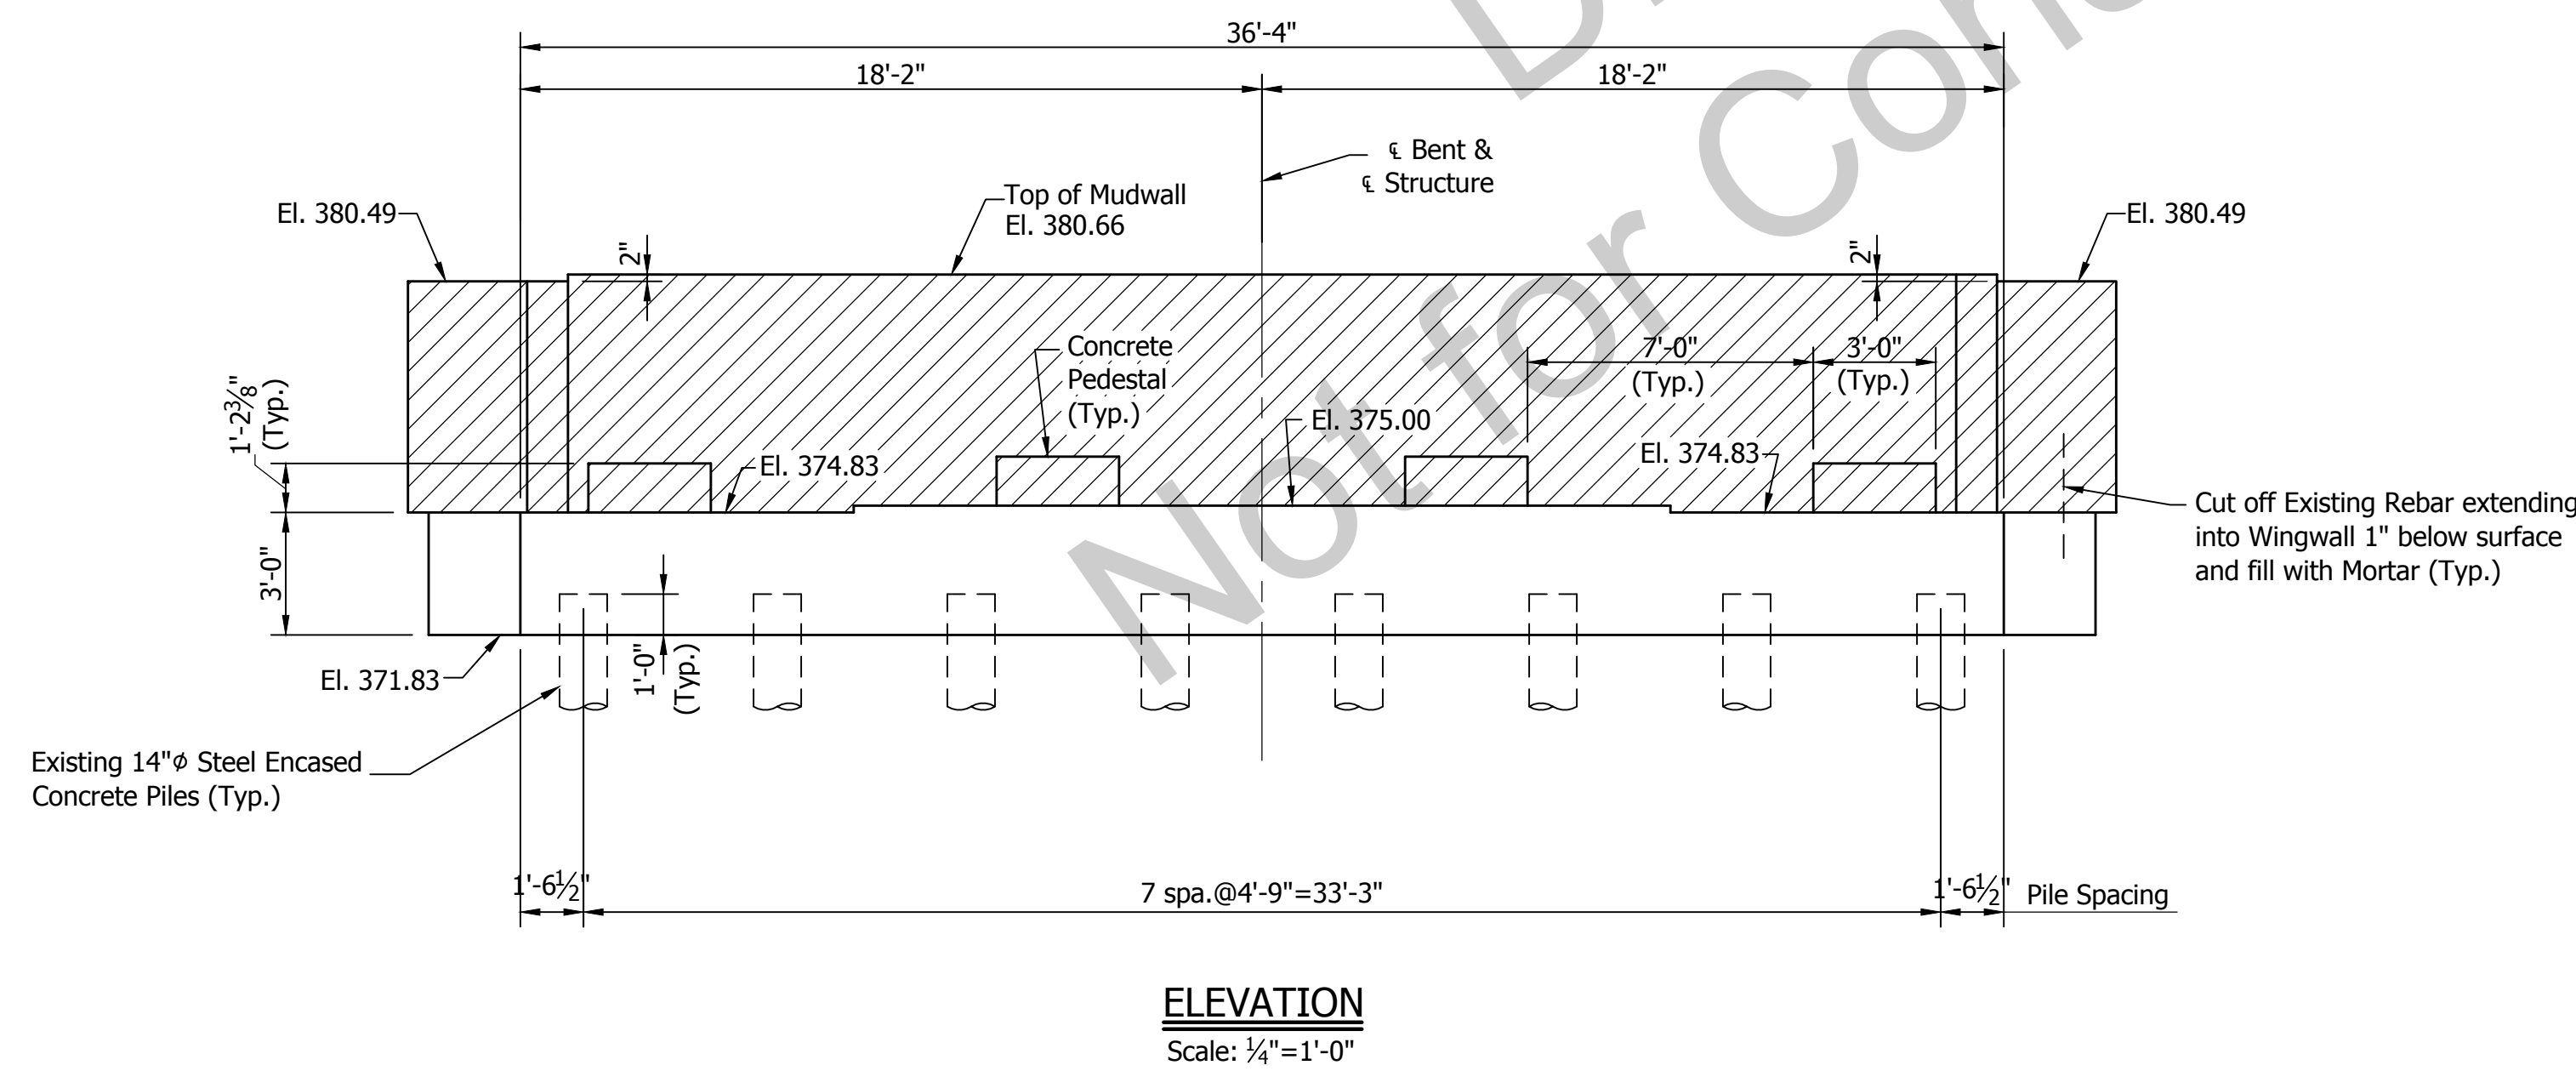 36'-4"
18'-2"
18'-2"
℄ Bent &
℄ Structure
Top of Mudwall
El. 380.66
El. 380.49
El. 380.49
2"
2"
Concrete
Pedestal
(Typ.)
7'-0"
(Typ.)
3'-0"
(Typ.)
1'-2⅜"
(Typ.)
El. 375.00
El. 374.83
El. 374.83
Cut off Existing Rebar extending
into Wingwall 1" below surface
and fill with Mortar (Typ.)
3'-0"
1'-0"
(Typ.)
El. 371.83
Existing 14"⌀ Steel Encased
Concrete Piles (Typ.)
1'-6½"
7 spa.@4'-9"=33'-3"
1'-6½"
Pile Spacing
ELEVATION
Scale: ¼"=1'-0"
Not for